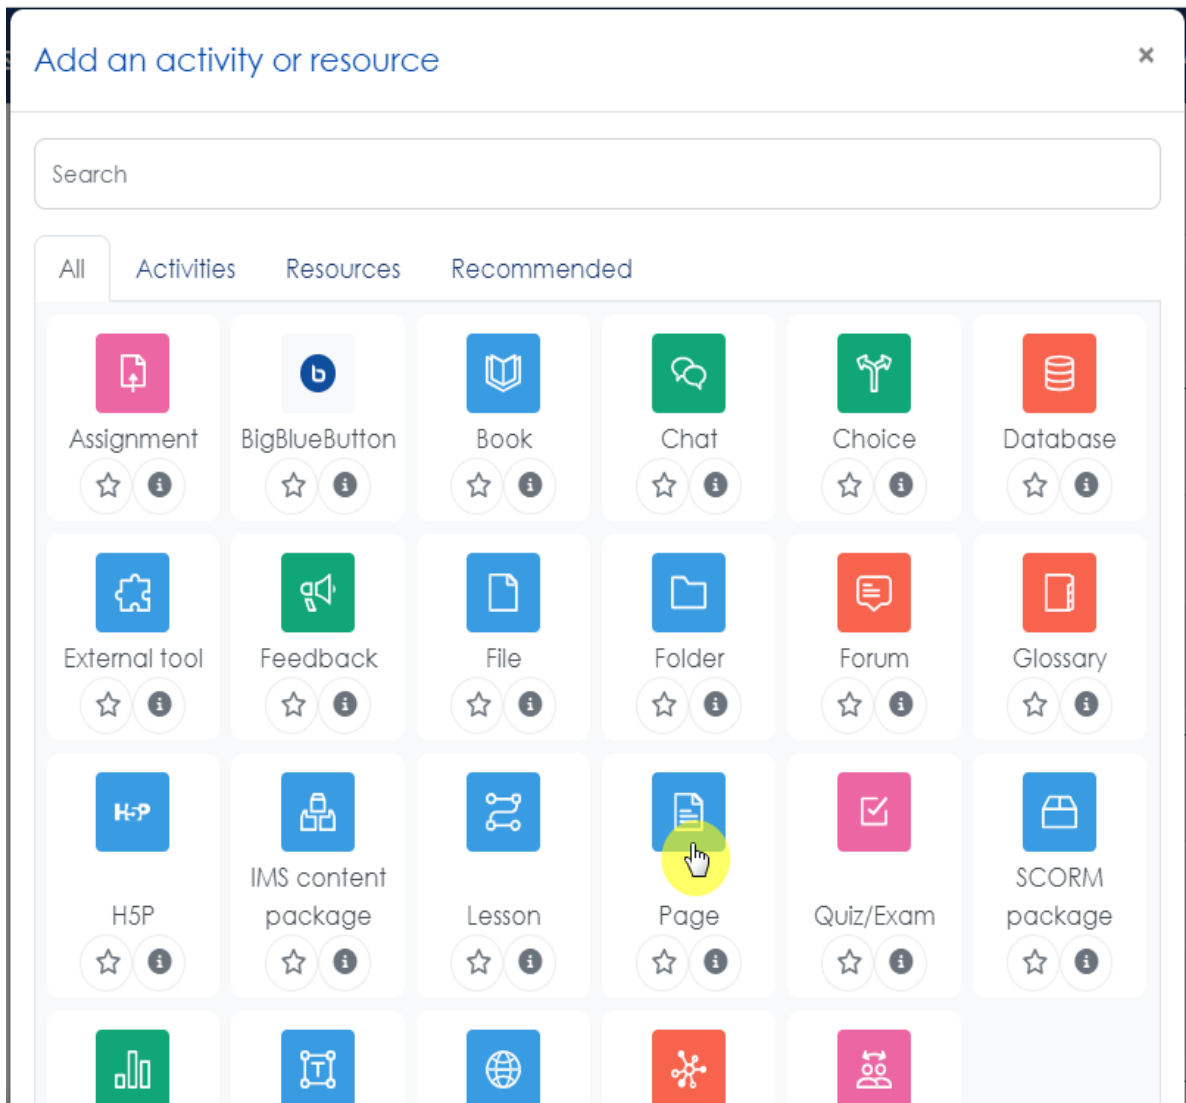 Add an activity or resource
×
Search
All Activities Resources Recommended
Assignment BigBlueButton Book Chat Choice Database
External tool Feedback File Folder Forum Glossary
H5P
H5P IMS content package Lesson Page Quiz/Exam SCORM package